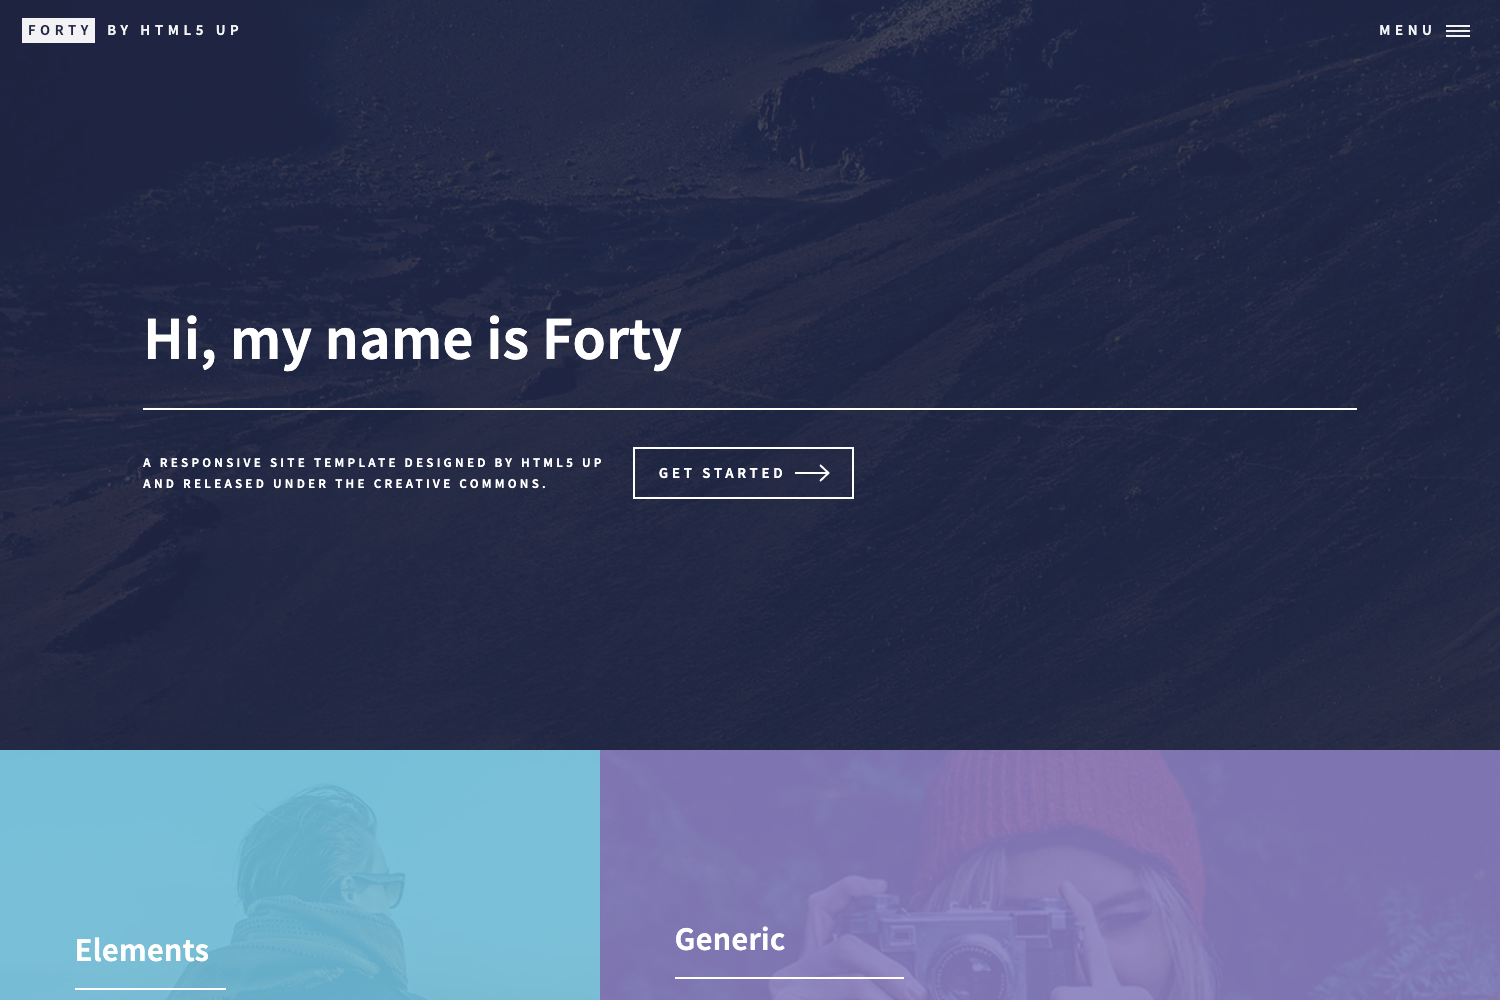 FORTY BY HTML5 UP
MENU
Hi, my name is Forty
A RESPONSIVE SITE TEMPLATE DESIGNED BY HTML5 UP
AND RELEASED UNDER THE CREATIVE COMMONS.
GET STARTED
Elements
Generic